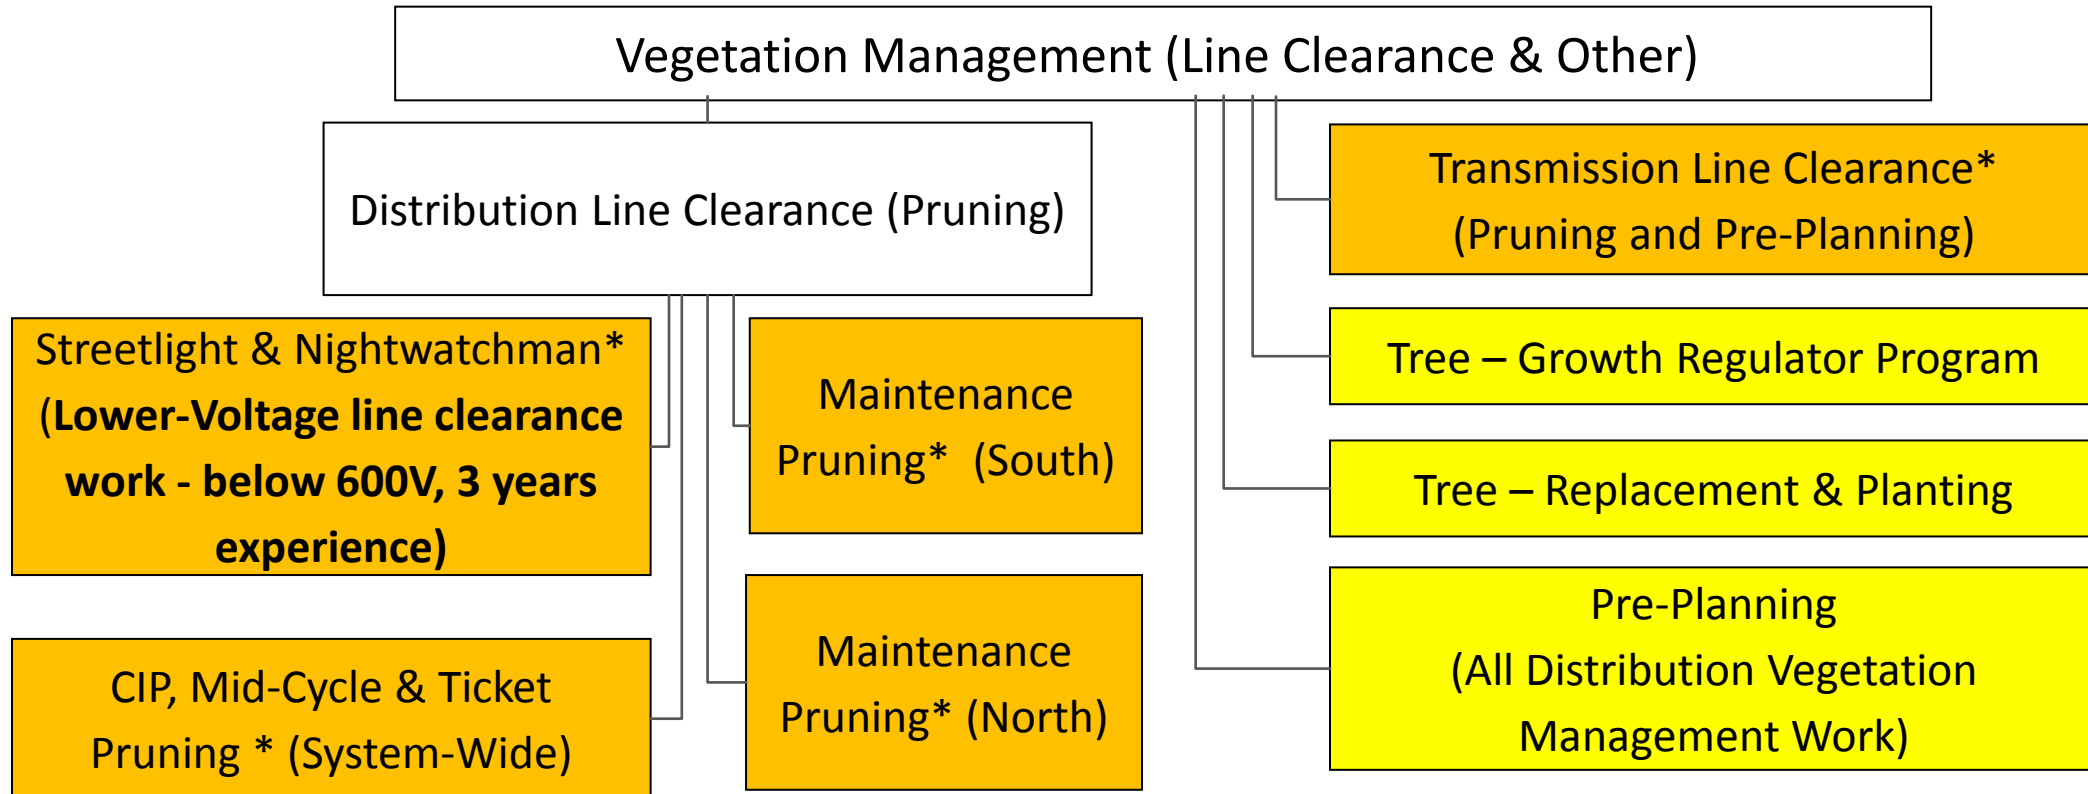 Vegetation Management (Line Clearance & Other)
Distribution Line Clearance (Pruning)
Streetlight & Nightwatchman*
(Lower-Voltage line clearance
work - below 600V, 3 years
experience)
CIP, Mid-Cycle & Ticket
Pruning * (System-Wide)
Maintenance
Pruning*  (South)
Maintenance
Pruning* (North)
Transmission Line Clearance*
(Pruning and Pre-Planning)
Tree – Growth Regulator Program
Tree – Replacement & Planting
Pre-Planning
(All Distribution Vegetation
Management Work)